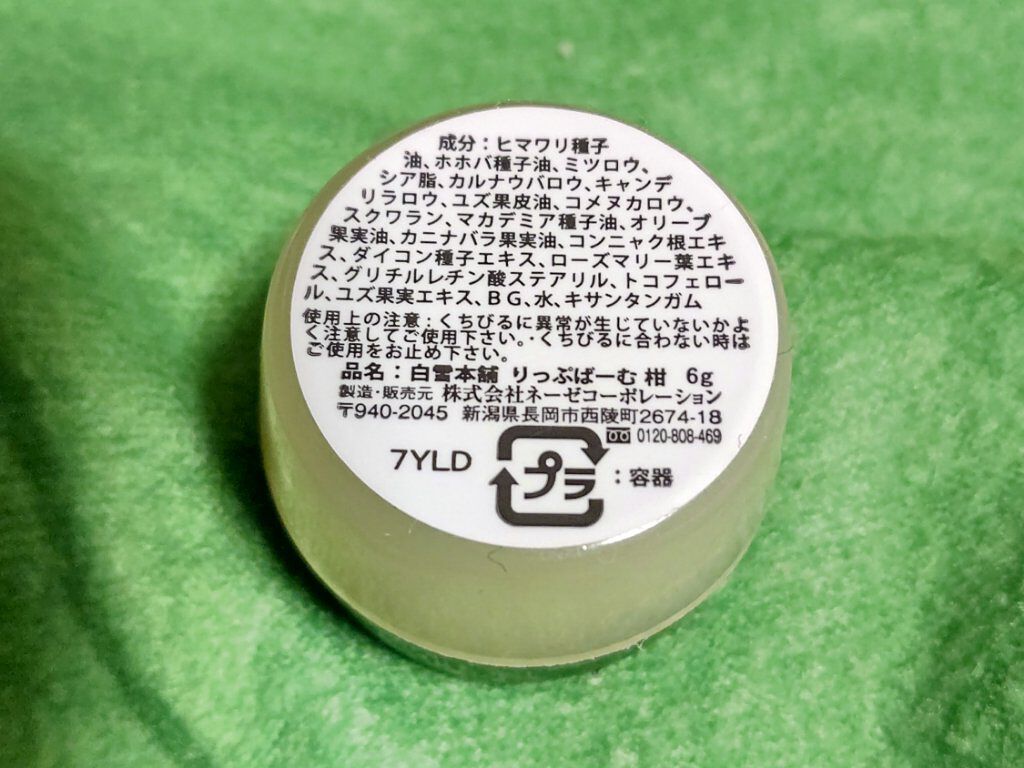 成分：ヒマワリ種子
油、ホホバ種子油、ミツロウ、
シア脂、カルナウバロウ、キャンデ
リラロウ、ユズ果皮油、コメヌカロウ、
スクワラン、マカデミア種子油、オリーブ
果実油、カニナバラ果実油、コンニャク根エキ
ス、ダイコン種子エキス、ローズマリー葉エキ
ス、グリチルレチン酸ステアリル、トコフェロー
ル、ユズ果実エキス、BG、水、キサンタンガム
使用上の注意：くちびるに異常が生じていないかよ
く注意してご使用下さい。・くちびるに合わない時は
ご使用をお止め下さい。
品名：白雪本舗 りっぷばーむ 柑 6g
製造・販売元 株式会社ネーゼコーポレーション
〒940-2045 新潟県長岡市西陵町2674-18
0120-808-469
7YLD プラ ：容器